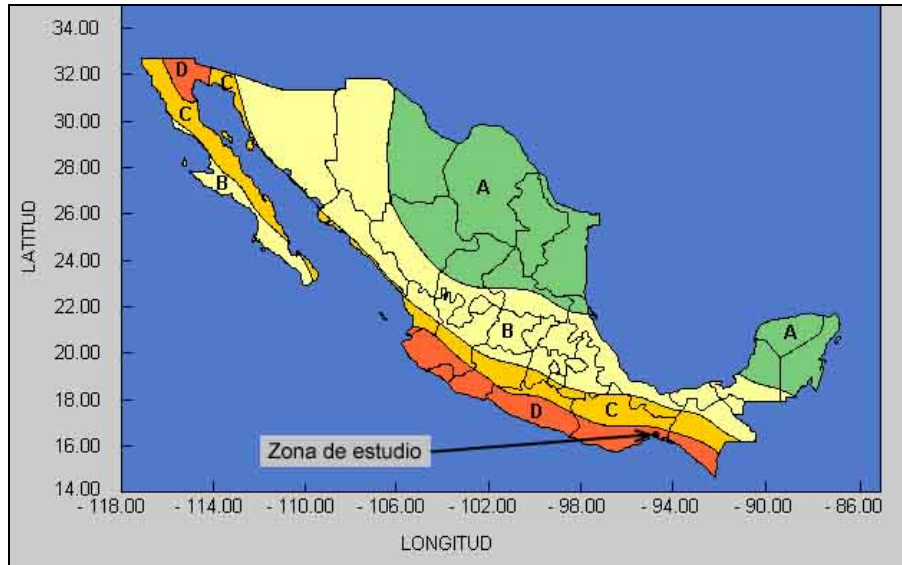 34.00
32.00
30.00
28.00
26.00
24.00
22.00
20.00
18.00
16.00
14.00
LATITUD
D
C
C
B
A
A
B
C
D
Zona de estudio
- 118.00 - 114.00 - 110.00 - 106.00 - 102.00 - 98.00 - 94.00 - 90.00 - 86.00
LONGITUD